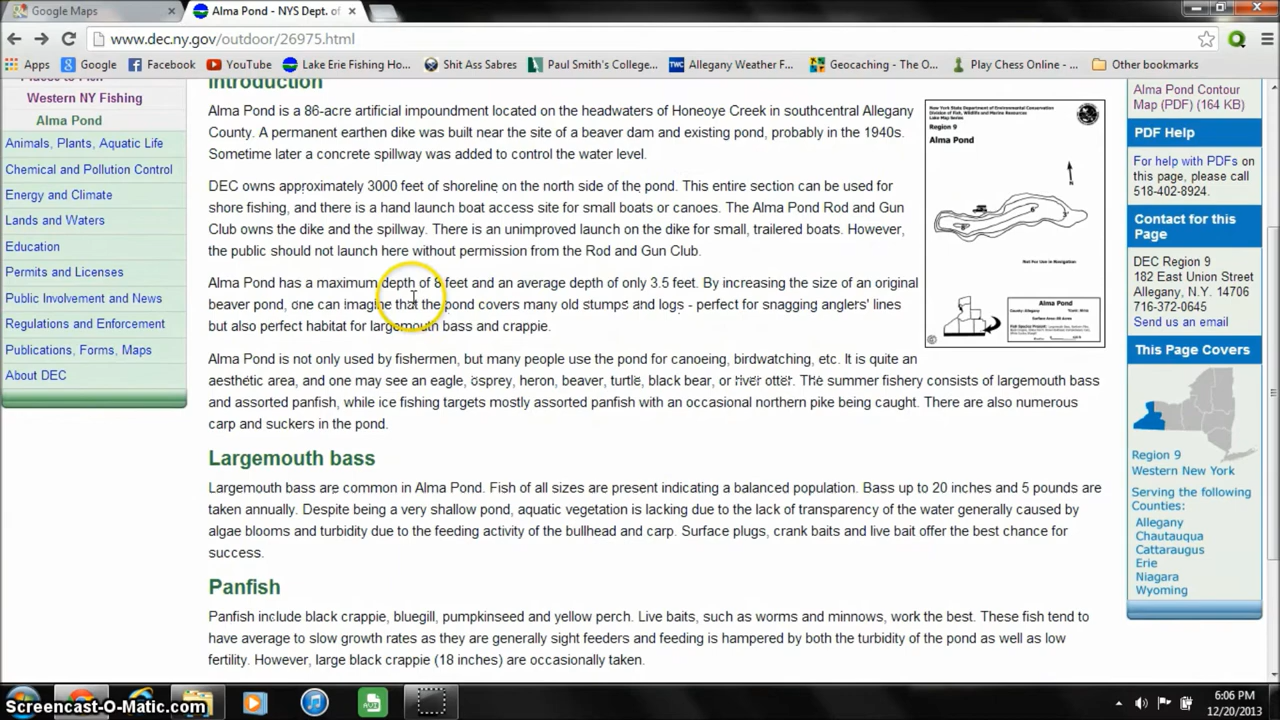 Google Maps
Alma Pond - NYS Dept. of
www.dec.ny.gov/outdoor/26975.html
Apps Google Facebook YouTube Lake Erie Fishing Ho... Shit Ass Sabres Paul Smith's College... Allegany Weather F... Geocaching - The O... Play Chess Online -... Other bookmarks
Western NY Fishing
Alma Pond
Animals, Plants, Aquatic Life
Chemical and Pollution Control
Energy and Climate
Lands and Waters
Education
Permits and Licenses
Public Involvement and News
Regulations and Enforcement
Publications, Forms, Maps
About DEC
Introduction
Alma Pond is a 86-acre artificial impoundment located on the headwaters of Honeoye Creek in southcentral Allegany
County. A permanent earthen dike was built near the site of a beaver dam and existing pond, probably in the 1940s.
Sometime later a concrete spillway was added to control the water level.
DEC owns approximately 3000 feet of shoreline on the north side of the pond. This entire section can be used for
shore fishing, and there is a hand launch boat access site for small boats or canoes. The Alma Pond Rod and Gun
Club owns the dike and the spillway. There is an unimproved launch on the dike for small, trailered boats. However,
the public should not launch here without permission from the Rod and Gun Club.
Alma Pond has a maximum depth of 8 feet and an average depth of only 3.5 feet. By increasing the size of an original
beaver pond, one can imagine that the pond covers many old stumps and logs - perfect for snagging anglers' lines
but also perfect habitat for largemouth bass and crappie.
Alma Pond is not only used by fishermen, but many people use the pond for canoeing, birdwatching, etc. It is quite an
aesthetic area, and one may see an eagle, osprey, heron, beaver, turtle, black bear, or river otter. The summer fishery consists of largemouth bass
and assorted panfish, while ice fishing targets mostly assorted panfish with an occasional northern pike being caught. There are also numerous
carp and suckers in the pond.
Largemouth bass
Largemouth bass are common in Alma Pond. Fish of all sizes are present indicating a balanced population. Bass up to 20 inches and 5 pounds are
taken annually. Despite being a very shallow pond, aquatic vegetation is lacking due to the lack of transparency of the water generally caused by
algae blooms and turbidity due to the feeding activity of the bullhead and carp. Surface plugs, crank baits and live bait offer the best chance for
success.
Panfish
Panfish include black crappie, bluegill, pumpkinseed and yellow perch. Live baits, such as worms and minnows, work the best. These fish tend to
have average to slow growth rates as they are generally sight feeders and feeding is hampered by both the turbidity of the pond as well as low
fertility. However, large black crappie (18 inches) are occasionally taken.
New York State Department of Environmental Conservation
Division of Fish, Wildlife and Marine Resources
Lake Map Series
Region 9
Alma Pond
N
Not For Use in Navigation
Alma Pond
Alma Pond Contour
Map (PDF) (164 KB)
PDF Help
For help with PDFs on
this page, please call
518-402-8924.
Contact for this
Page
DEC Region 9
182 East Union Street
Allegany, N.Y. 14706
716-372-0645
Send us an email
This Page Covers
Region 9
Western New York
Serving the following
Counties:
Allegany
Chautauqua
Cattaraugus
Erie
Niagara
Wyoming
Screencast-O-Matic.com
6:06 PM
12/20/2013